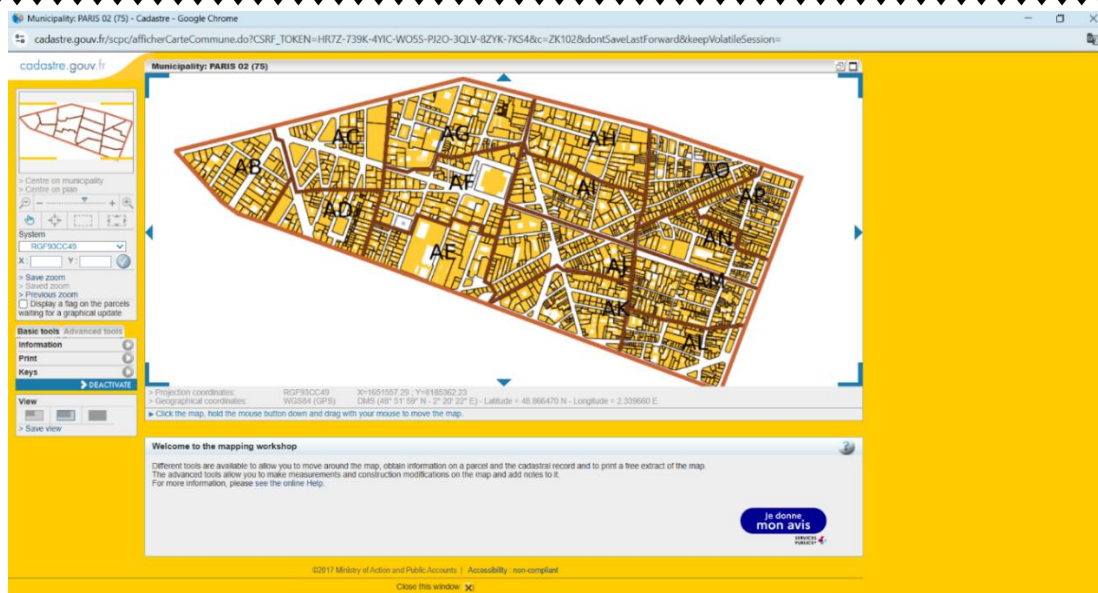 Municipality: PARIS 02 (75) - Cadastre - Google Chrome
cadastre.gouv.fr/scpc/afficherCarteCommune.do?CSRF_TOKEN=HR7Z-739K-4YIC-WO5S-PJ2O-3QLV-8ZYK-7KS4&c=ZK102&dontSaveLastForward&keepVolatileSession=
cadastre.gouv.fr
Municipality: PARIS 02 (75)
AB
AC
AG
AH
AO
AP
AF
AI
AD
AN
AE
AJ
AM
AK
AL
> Centre on municipality
> Centre on plan
System
RGF93CC49
X: Y:
> Save zoom
> Saved zoom
> Previous zoom
Display a flag on the parcels
waiting for a graphical update
Basic tools Advanced tools
Information
Print
Keys
DEACTIVATE
View
> Save view
> Projection coordinates: RGF93CC49 X=1651557.29 ; Y=8185362.23
> Geographical coordinates: WGS84 (GPS) DMS (48° 51' 59" N - 2° 20' 22" E) - Latitude = 48.866470 N - Longitude = 2.339660 E
Click the map, hold the mouse button down and drag with your mouse to move the map.
Welcome to the mapping workshop
Different tools are available to allow you to move around the map, obtain information on a parcel and the cadastral record and to print a free extract of the map.
The advanced tools allow you to make measurements and construction modifications on the map and add notes to it.
For more information, please see the online Help.
Je donne
mon avis
SERVICES
PUBLICS+
©2017 Ministry of Action and Public Accounts | Accessibility : non-compliant
Close this window